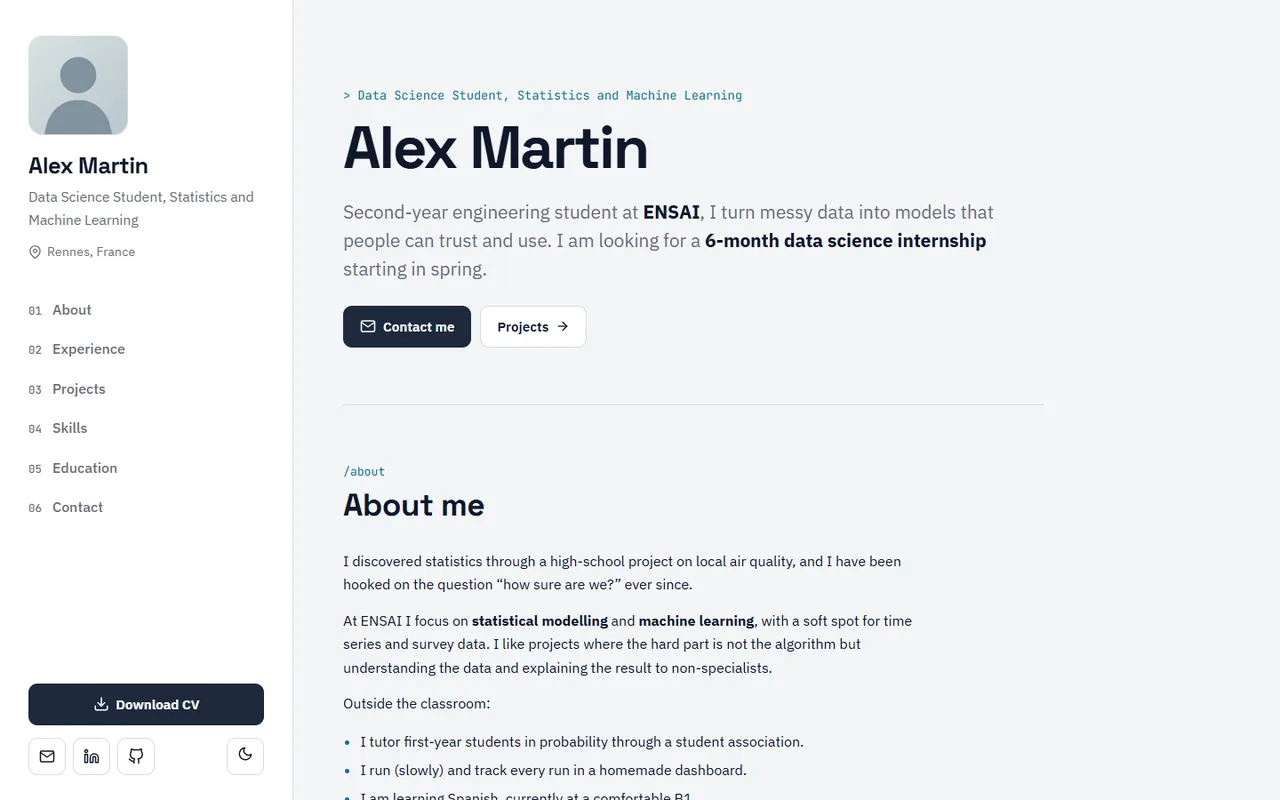 Alex Martin
Data Science Student, Statistics and
Machine Learning
Rennes, France
01 About
02 Experience
03 Projects
04 Skills
05 Education
06 Contact
Download CV
> Data Science Student, Statistics and Machine Learning
Alex Martin
Second-year engineering student at ENSAI, I turn messy data into models that
people can trust and use. I am looking for a 6-month data science internship
starting in spring.
Contact me
Projects →
/about
About me
I discovered statistics through a high-school project on local air quality, and I have been
hooked on the question “how sure are we?” ever since.
At ENSAI I focus on statistical modelling and machine learning, with a soft spot for time
series and survey data. I like projects where the hard part is not the algorithm but
understanding the data and explaining the result to non-specialists.
Outside the classroom:
• I tutor first-year students in probability through a student association.
• I run (slowly) and track every run in a homemade dashboard.
• I am learning Spanish, currently at a comfortable B1.